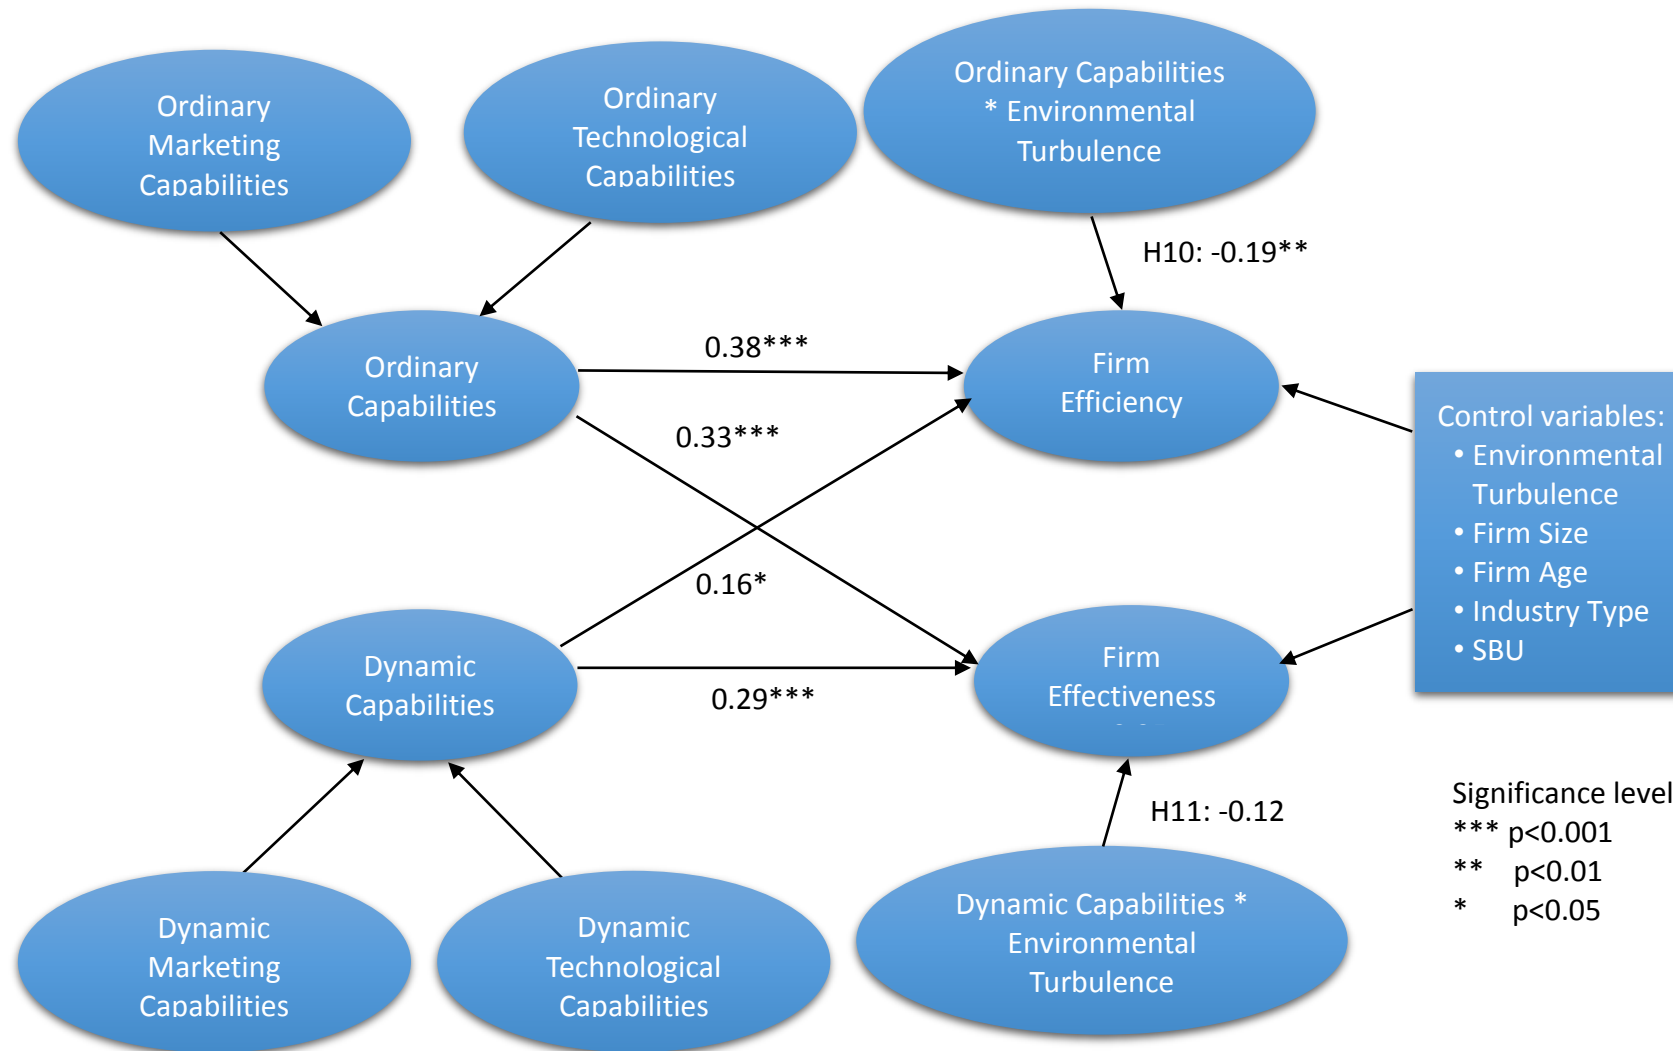 Ordinary
Marketing
Capabilities
Ordinary
Technological
Capabilities
Ordinary Capabilities
* Environmental
Turbulence
H10: -0.19**
Ordinary
Capabilities
0.38***
0.33***
Firm
Efficiency
Control variables:
• Environmental
Turbulence
• Firm Size
• Firm Age
• Industry Type
• SBU
0.16*
Dynamic
Capabilities
0.29***
Firm
Effectiveness
H11: -0.12
Significance level
*** p<0.001
** p<0.01
* p<0.05
Dynamic
Marketing
Capabilities
Dynamic
Technological
Capabilities
Dynamic Capabilities *
Environmental
Turbulence